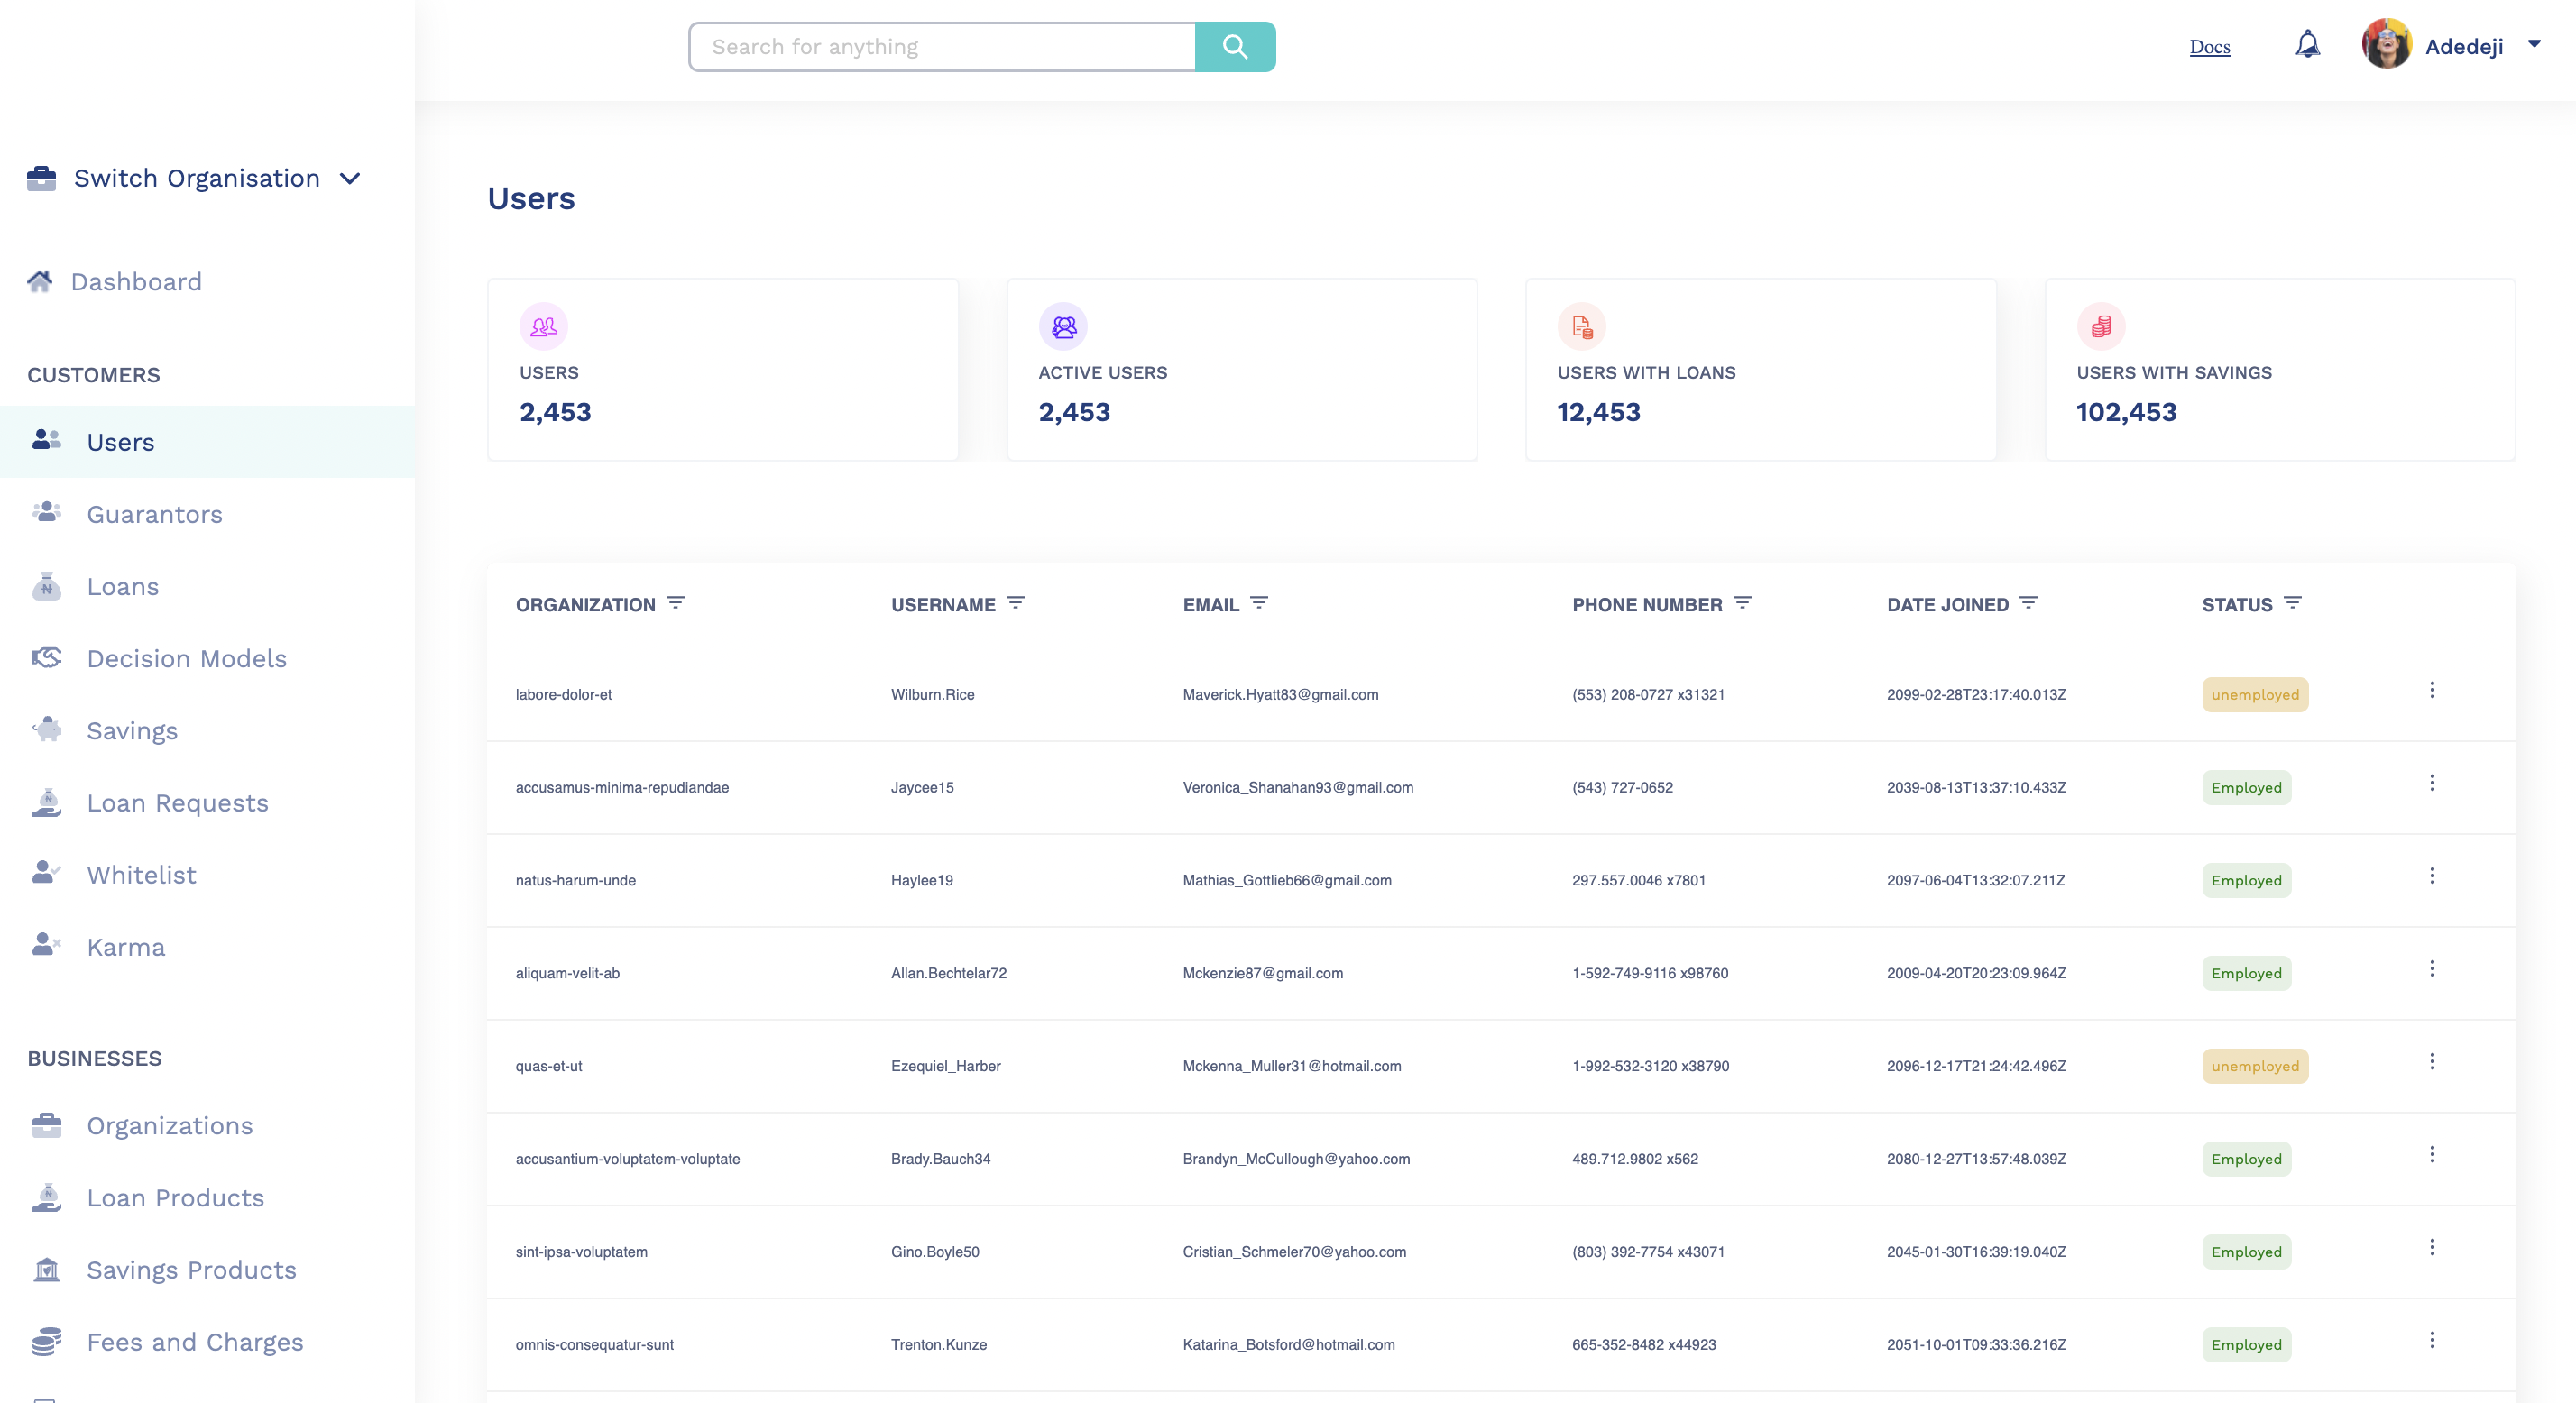 Search for anything
Docs
Adedeji
Switch Organisation
Dashboard
CUSTOMERS
Users
Guarantors
Loans
Decision Models
Savings
Loan Requests
Whitelist
Karma
BUSINESSES
Organizations
Loan Products
Savings Products
Fees and Charges
Users
USERS
2,453
ACTIVE USERS
2,453
USERS WITH LOANS
12,453
USERS WITH SAVINGS
102,453
ORGANIZATION USERNAME EMAIL PHONE NUMBER DATE JOINED STATUS
labore-dolor-et Wilburn.Rice Maverick.Hyatt83@gmail.com (553) 208-0727 x31321 2099-02-28T23:17:40.013Z unemployed
accusamus-minima-repudiandae Jaycee15 Veronica_Shanahan93@gmail.com (543) 727-0652 2039-08-13T13:37:10.433Z Employed
natus-harum-unde Haylee19 Mathias_Gottlieb66@gmail.com 297.557.0046 x7801 2097-06-04T13:32:07.211Z Employed
aliquam-velit-ab Allan.Bechtelar72 Mckenzie87@gmail.com 1-592-749-9116 x98760 2009-04-20T20:23:09.964Z Employed
quas-et-ut Ezequiel_Harber Mckenna_Muller31@hotmail.com 1-992-532-3120 x38790 2096-12-17T21:24:42.496Z unemployed
accusantium-voluptatem-voluptate Brady.Bauch34 Brandyn_McCullough@yahoo.com 489.712.9802 x562 2080-12-27T13:57:48.039Z Employed
sint-ipsa-voluptatem Gino.Boyle50 Cristian_Schmeler70@yahoo.com (803) 392-7754 x43071 2045-01-30T16:39:19.040Z Employed
omnis-consequatur-sunt Trenton.Kunze Katarina_Botsford@hotmail.com 665-352-8482 x44923 2051-10-01T09:33:36.216Z Employed